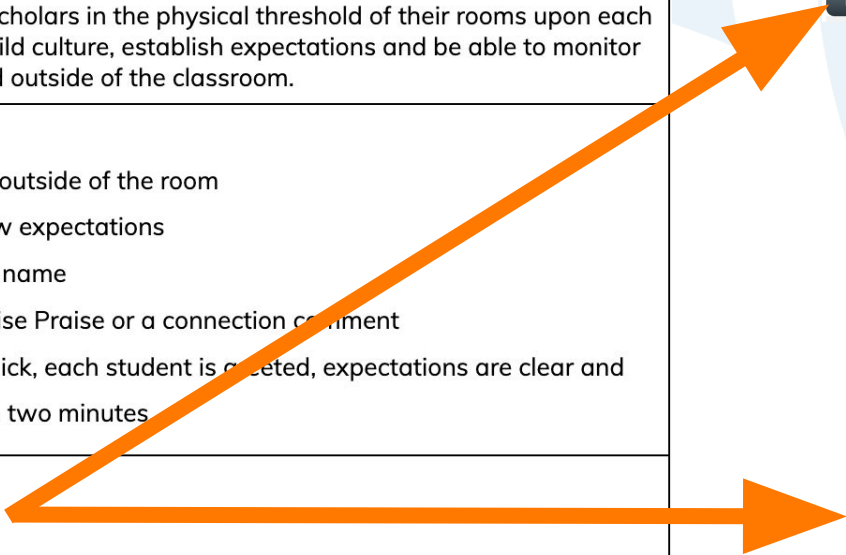 cholars in the physical threshold of their rooms upon each
ild culture, establish expectations and be able to monitor
outside of the classroom.
outside of the room
w expectations
name
ise Praise or a connection comment
ick, each student is greeted, expectations are clear and
two minutes